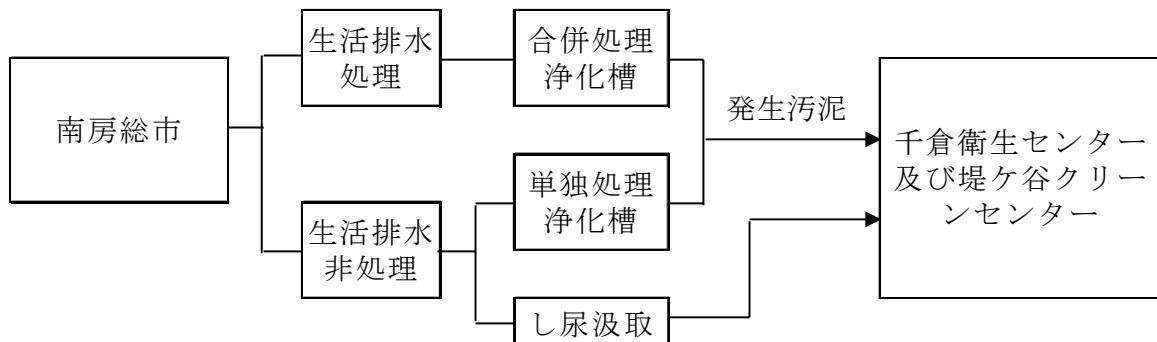 南房総市
生活排水
処理
合併処理
浄化槽
生活排水
非処理
単独処理
浄化槽
し尿汲取
発生汚泥
千倉衛生センター
及び堤ケ谷クリー
ンセンター